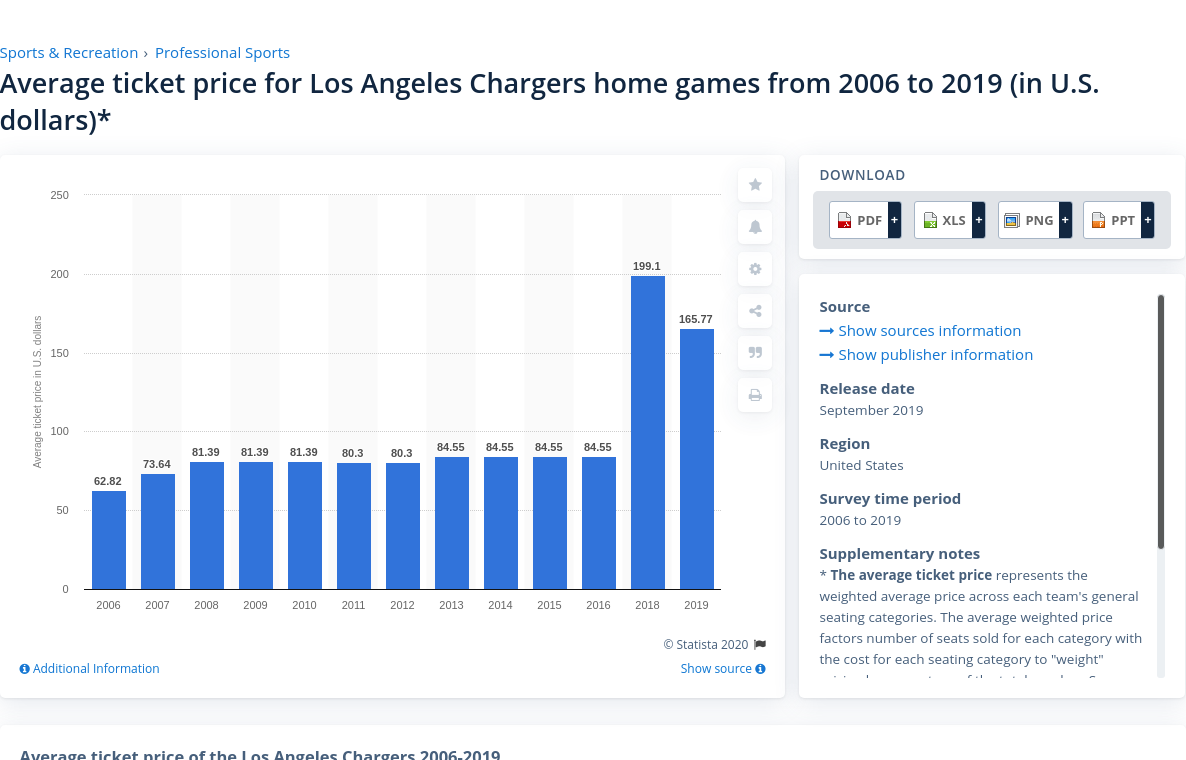 Sports & Recreation › Professional Sports
Average ticket price for Los Angeles Chargers home games from 2006 to 2019 (in U.S.
dollars)*
250
200
150
100
50
0
Average ticket price in U.S. dollars
62.82
73.64
81.39
81.39
81.39
80.3
80.3
84.55
84.55
84.55
84.55
199.1
165.77
2006 2007 2008 2009 2010 2011 2012 2013 2014 2015 2016 2018 2019
© Statista 2020
Additional Information
Show source
DOWNLOAD
PDF + XLS + PNG + PPT +
Source
Show sources information
Show publisher information
Release date
September 2019
Region
United States
Survey time period
2006 to 2019
Supplementary notes
* The average ticket price represents the
weighted average price across each team's general
seating categories. The average weighted price
factors number of seats sold for each category with
the cost for each seating category to "weight"
Average ticket price of the Los Angeles Chargers 2006-2019